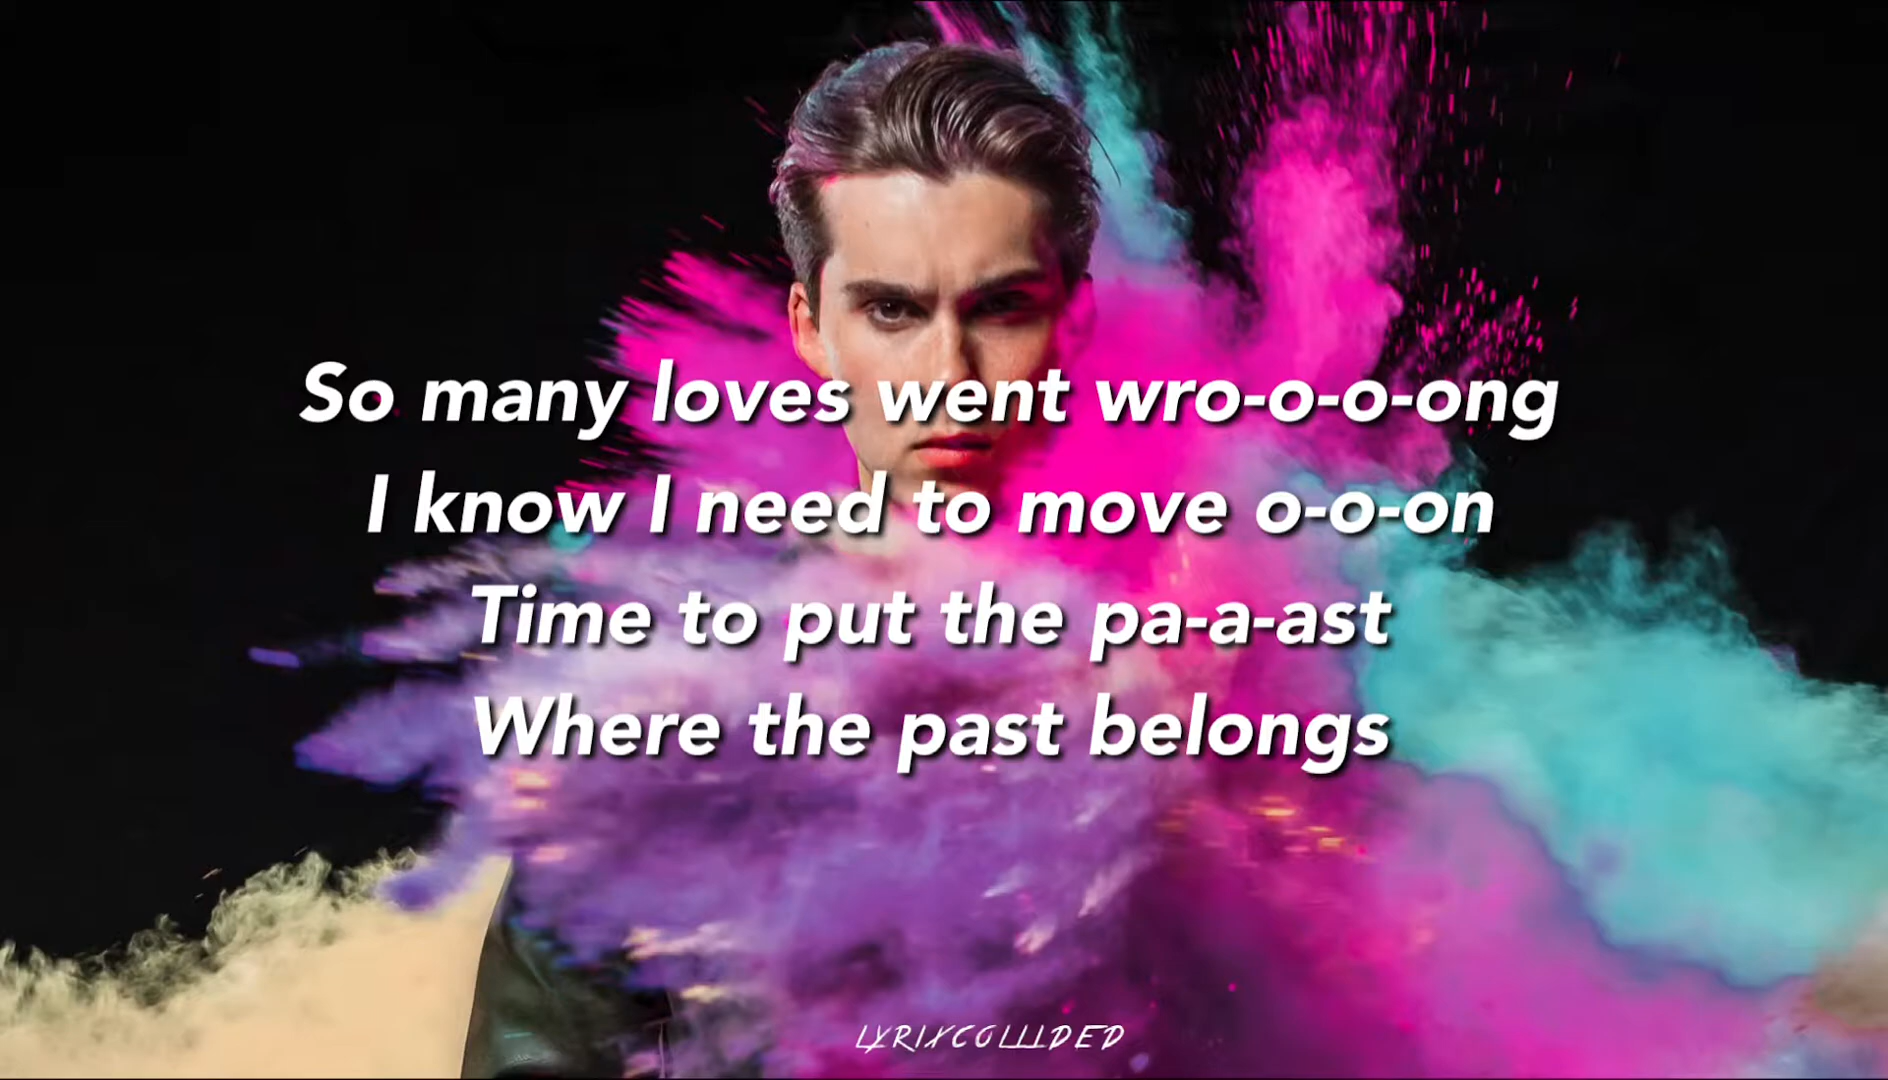 So many loves went wro-o-o-ong
I know I need to move o-o-on
Time to put the pa-a-ast
Where the past belongs
LYRIXCOLLIDED